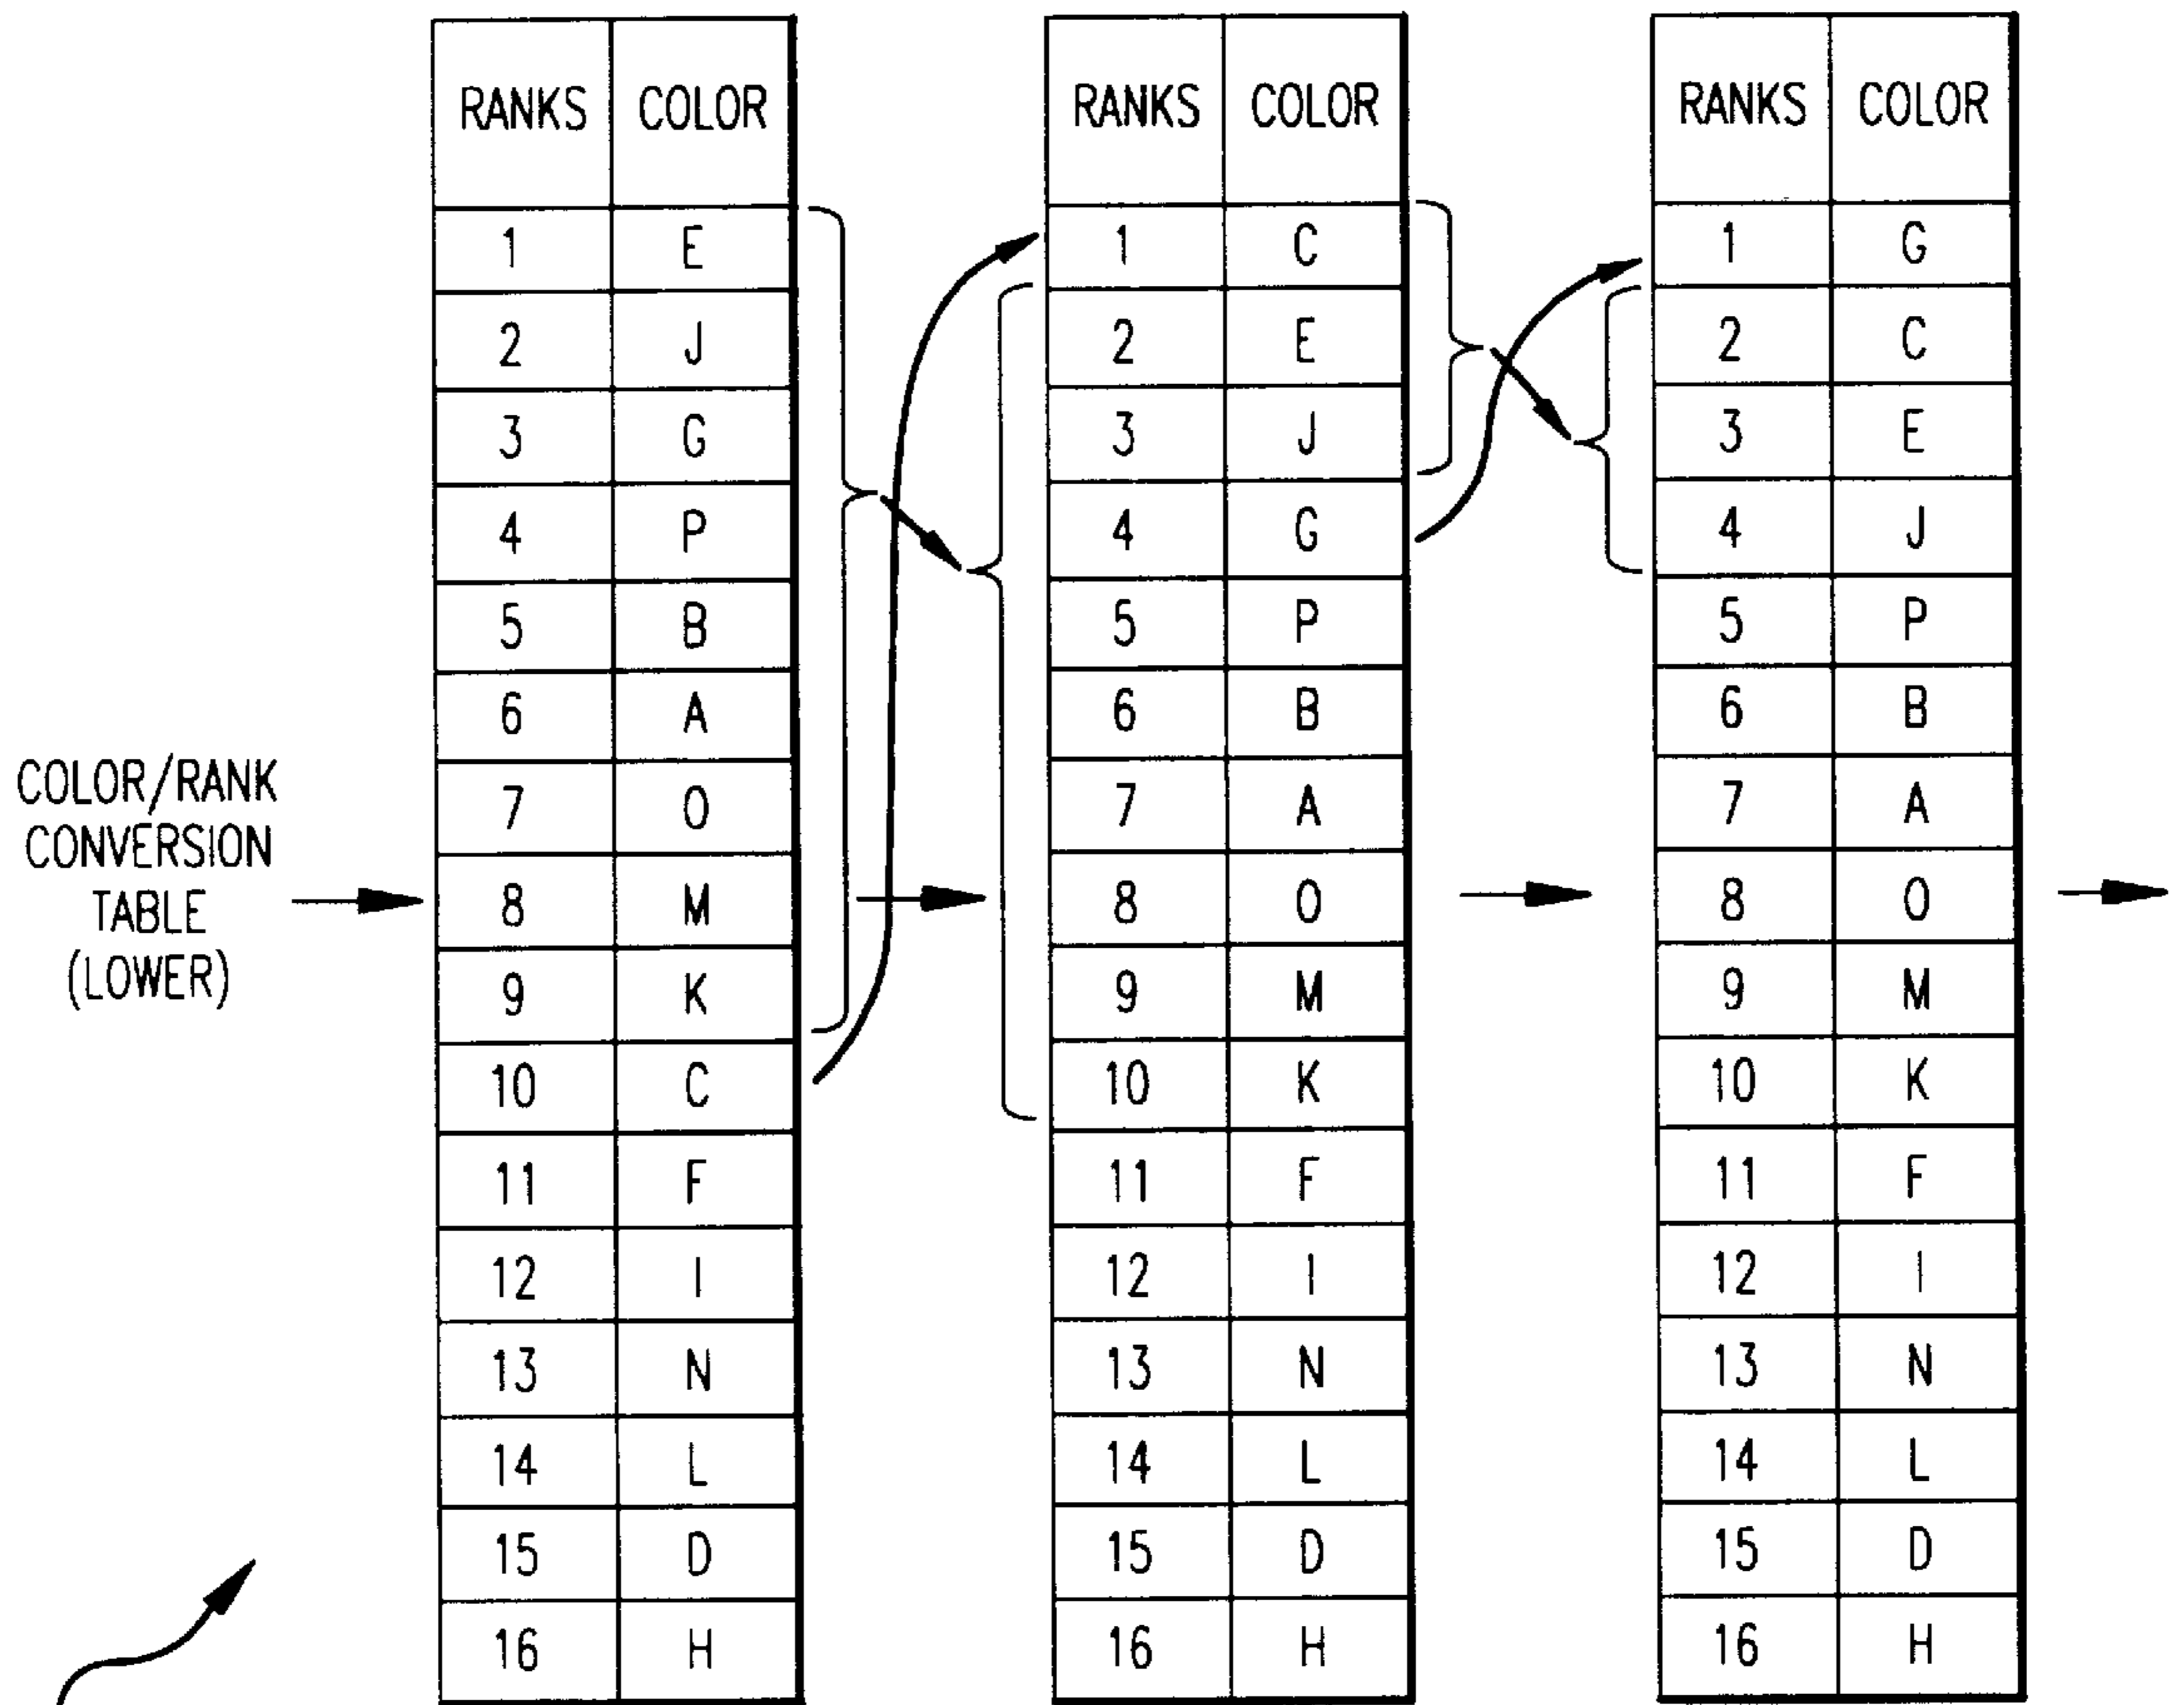 RANKS COLOR RANKS COLOR RANKS COLOR
1 E 1 C 1 G
2 J 2 E 2 C
3 G 3 J 3 E
4 P 4 G 4 J
5 B 5 P 5 P
6 A 6 B 6 B
7 O 7 A 7 A
8 M 8 O 8 O
9 K 9 M 9 M
10 C 10 K 10 K
11 F 11 F 11 F
12 I 12 I 12 I
13 N 13 N 13 N
14 L 14 L 14 L
15 D 15 D 15 D
16 H 16 H 16 H
COLOR/RANK
CONVERSION
TABLE
(LOWER)